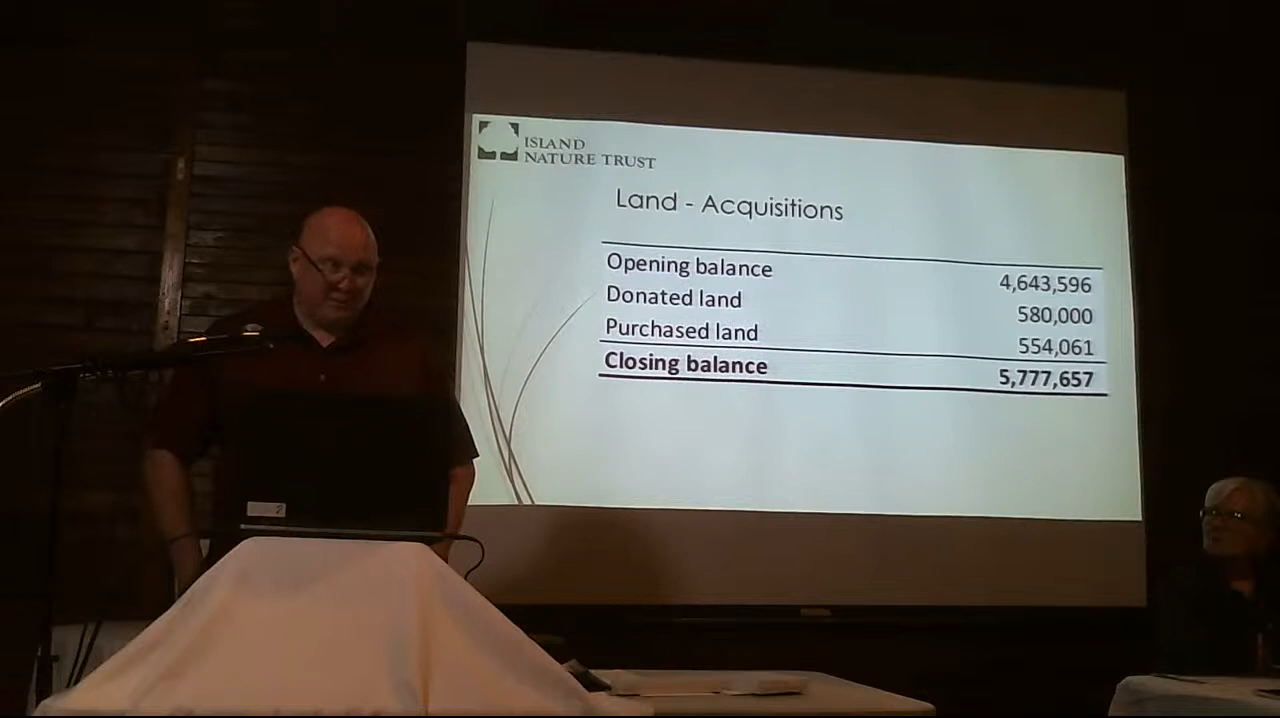 ISLAND
NATURE TRUST
Land - Acquisitions
Opening balance 4,643,596
Donated land 580,000
Purchased land 554,061
Closing balance 5,777,657